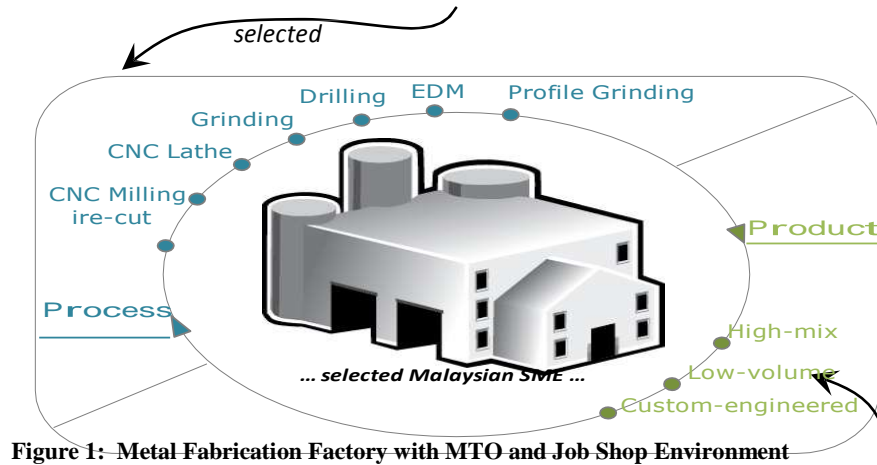 selected
EDM
Profile Grinding
Drilling
Grinding
CNC Lathe
CNC Milling
ire-cut
Product
Process
High-mix
Low-volume
... selected Malaysian SME ...
Custom-engineered
Figure 1: Metal Fabrication Factory with MTO and Job Shop Environment